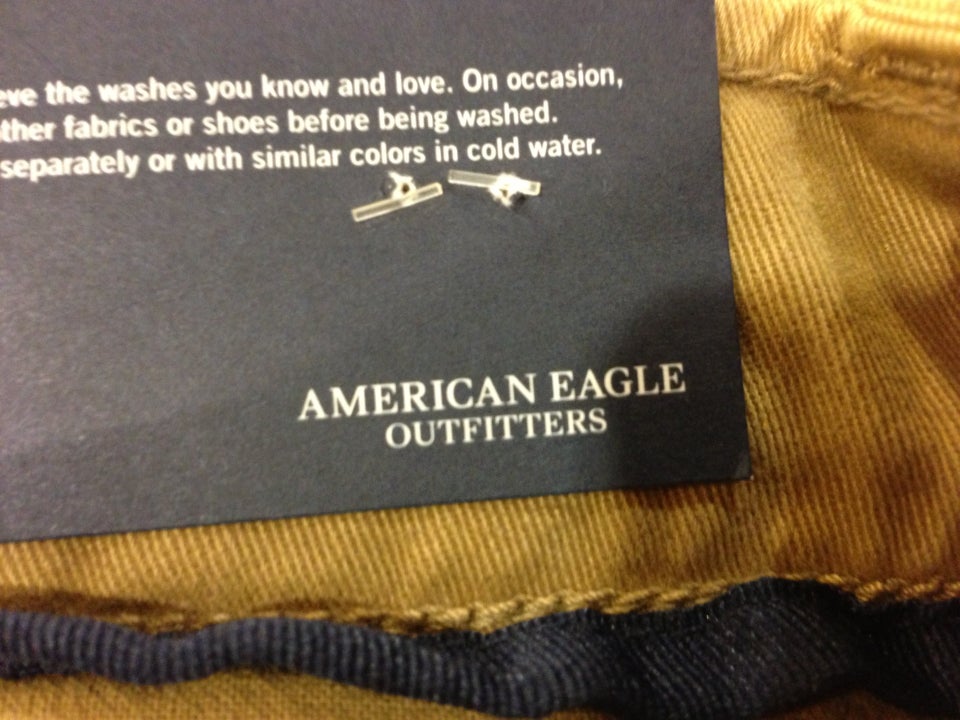 eve the washes you know and love. On occasion,
ther fabrics or shoes before being washed.
separately or with similar colors in cold water.
AMERICAN EAGLE
OUTFITTERS